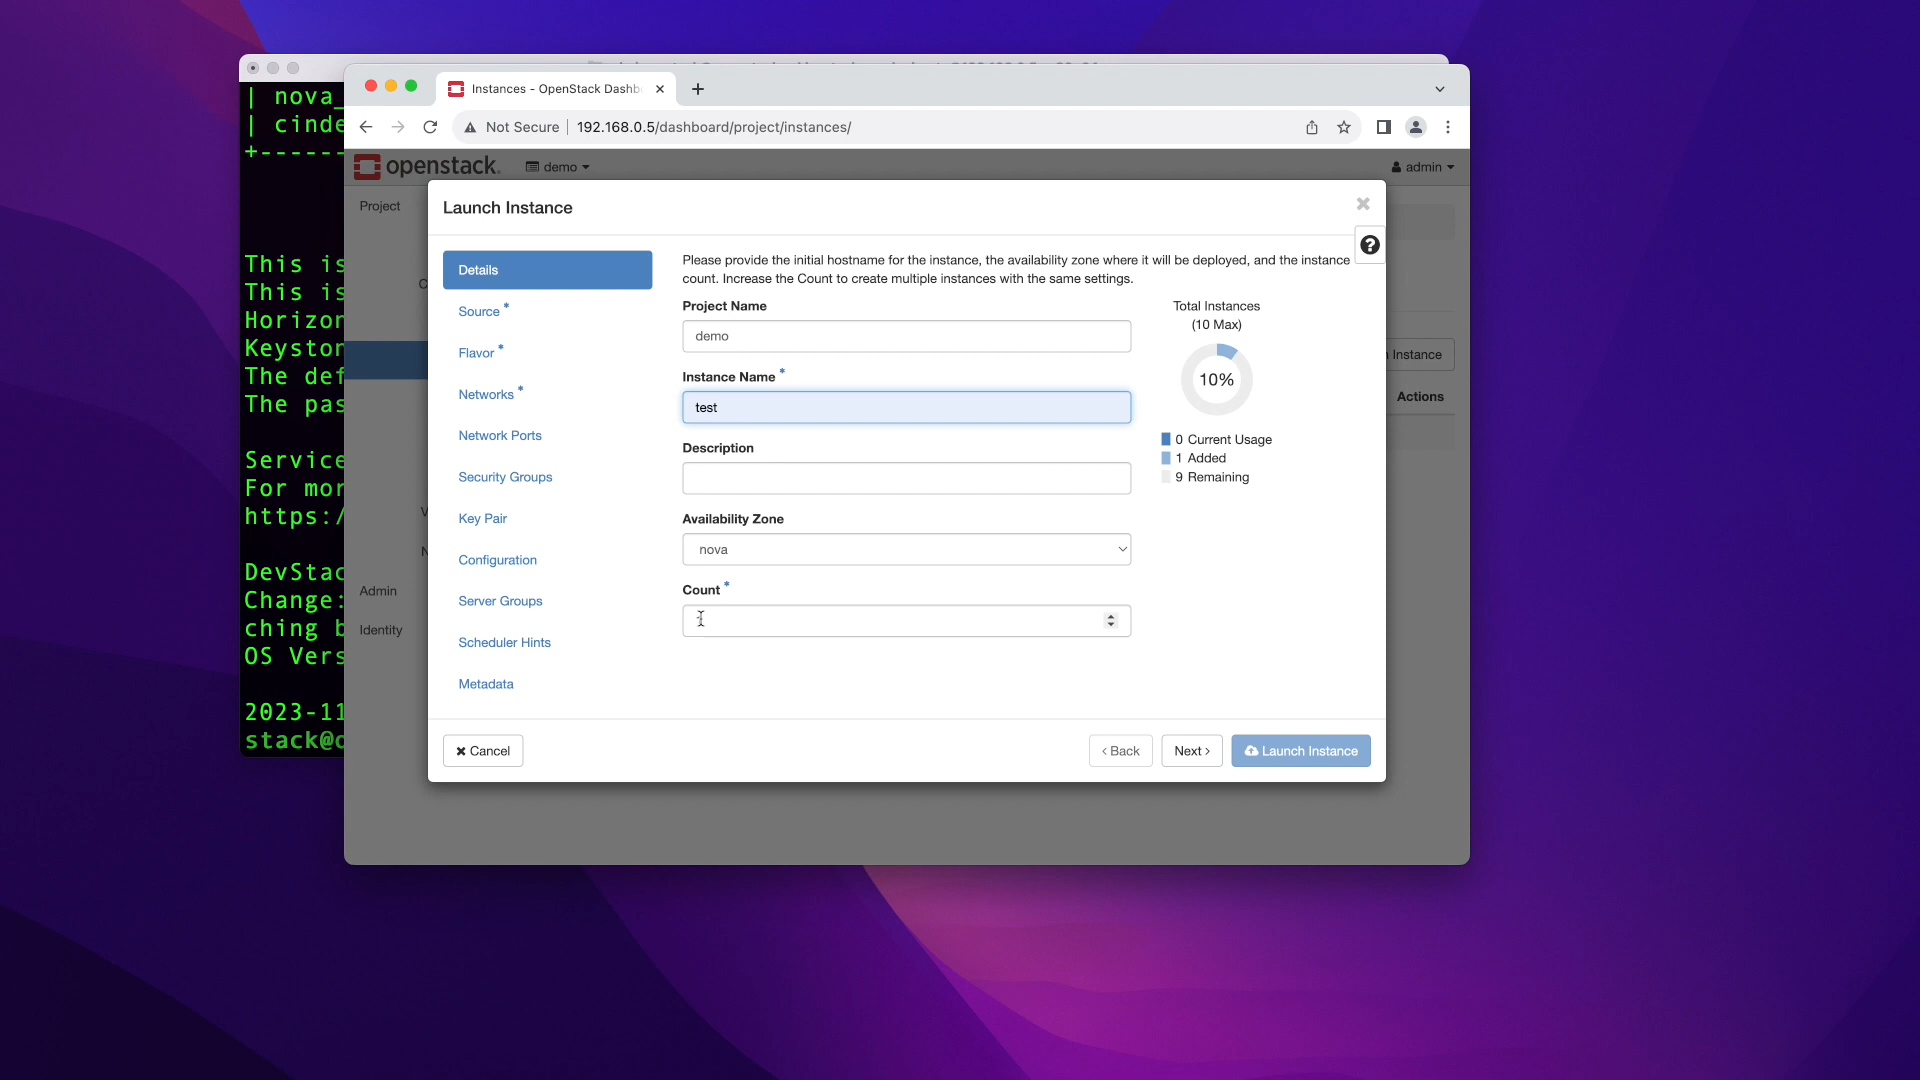 Instances - OpenStack Dashb
Not Secure
192.168.0.5/dashboard/project/instances/
| nova_
| cinde
+------
This is
This is
Horizon
Keyston
The def
The pas
Service
For mor
https:/
DevStac
Change:
ching b
OS Vers
2023-11
stack@o
openstack.
demo
admin
Project
Admin
Identity
Instance
Actions
Launch Instance
Details
Source *
Flavor *
Networks *
Network Ports
Security Groups
Key Pair
Configuration
Server Groups
Scheduler Hints
Metadata
Please provide the initial hostname for the instance, the availability zone where it will be deployed, and the instance
count. Increase the Count to create multiple instances with the same settings.
Project Name
demo
Instance Name *
test
Description
Availability Zone
nova
Count *
Total Instances
(10 Max)
10%
0 Current Usage
1 Added
9 Remaining
Cancel
‹ Back
Next ›
Launch Instance